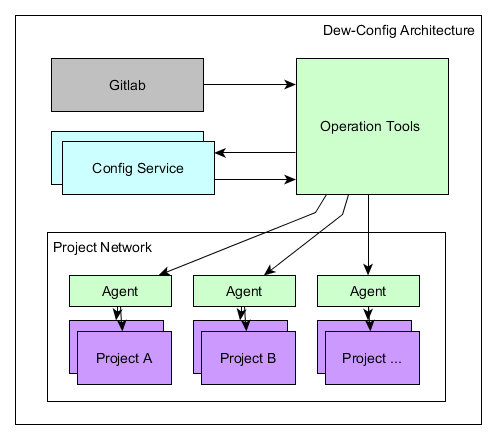 Dew-Config Architecture
Gitlab
Operation Tools
Config Service
Project Network
Agent
Agent
Agent
Project A
Project B
Project ...